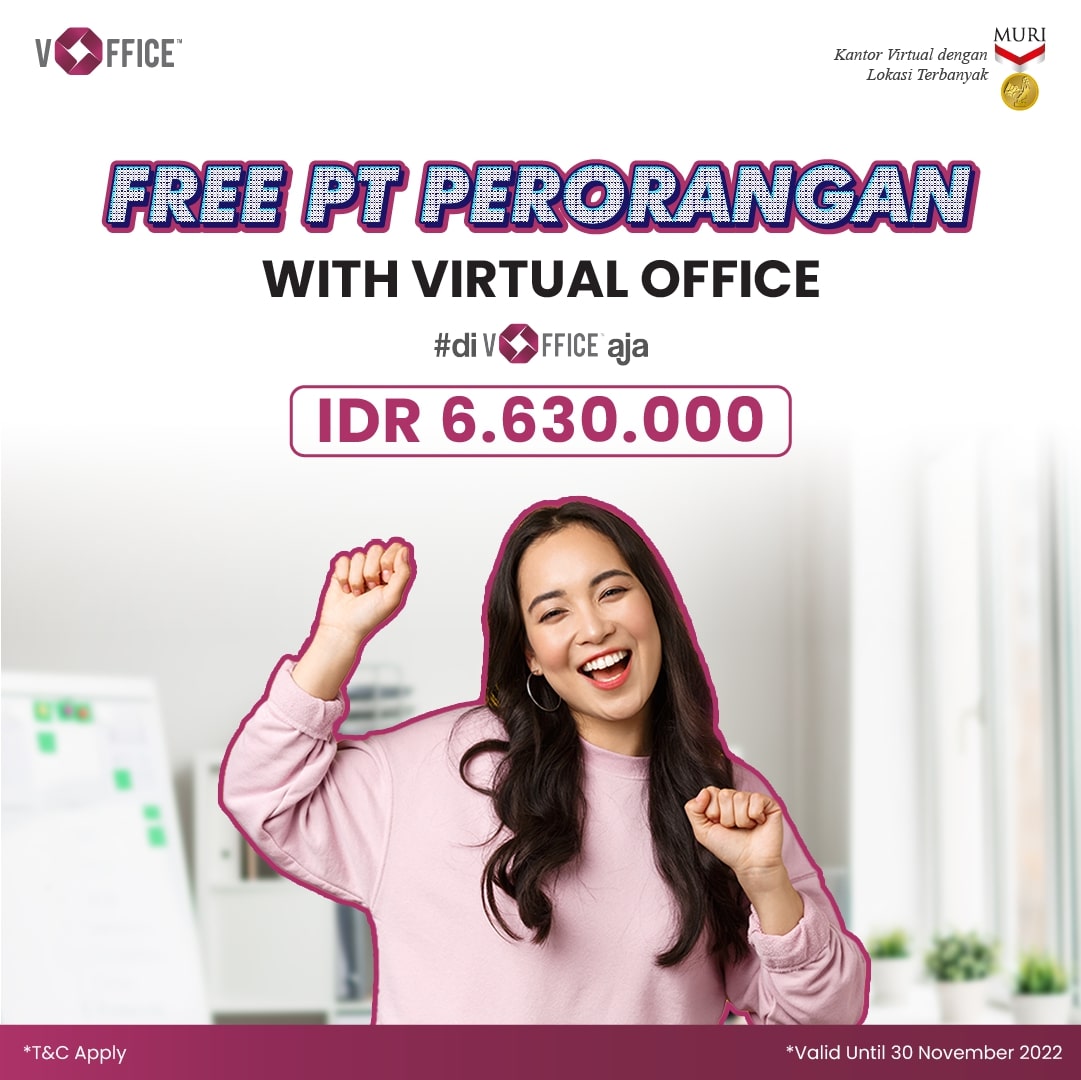 VOFFICE™
MURI
Kantor Virtual dengan
Lokasi Terbanyak
FREE PT PERORANGAN
WITH VIRTUAL OFFICE
#di VOFFICE™ aja
IDR 6.630.000
*T&C Apply
*Valid Until 30 November 2022